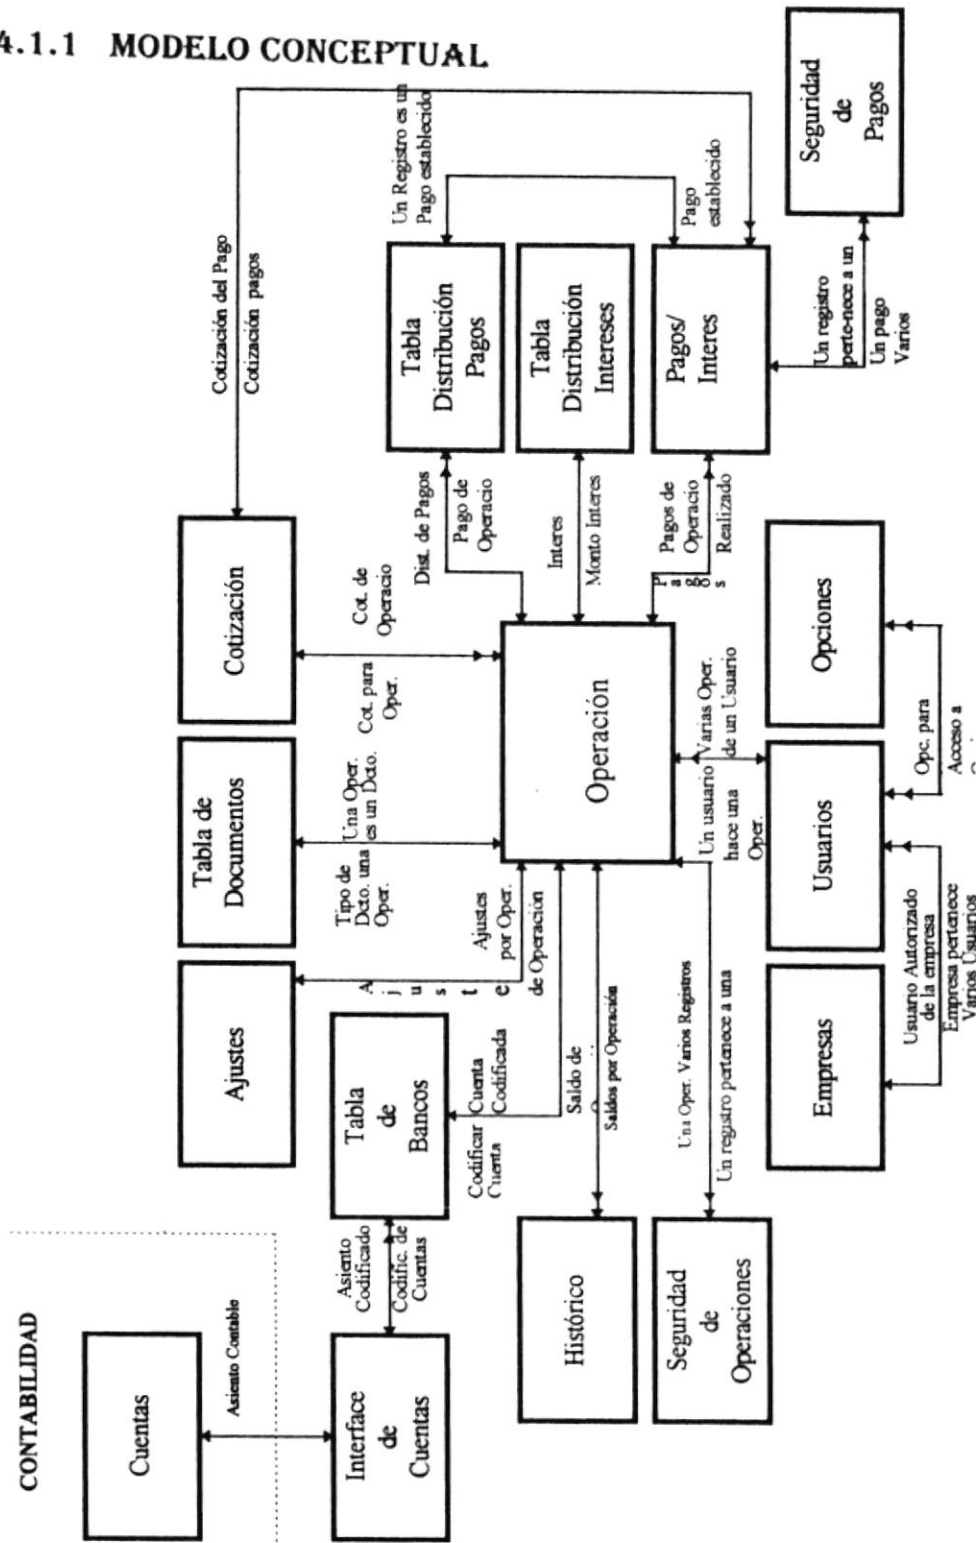 4.1.1 MODELO CONCEPTUAL
CONTABILIDAD
Cuentas
Asiento Contable
Interface
de
Cuentas
Asiento
Codificado
Codific. de
Cuentas
Tabla
de
Bancos
Codificar
Cuenta
Cuenta
Codificada
Ajustes
A j u s t e
Ajustes
por Oper.
de Operación
Tabla de
Documentos
Tipo de
Dcto. una
Oper.
Una Oper.
es un Dcto.
Cotización
Cot. para
Oper.
Cot. de
Operacio
Cotización del Pago
Cotización pagos
Operación
Histórico
Saldo de
Saldos por Operación
Seguridad
de
Operaciones
Una Oper. Varios Registros
Un registro pertenece a una
Un usuario
hace una
Oper.
Varias Oper.
de un Usuario
Empresas
Usuarios
Opciones
Usuario Autorizado
de la empresa
Empresa pertenece
Varios Usuarios
Opc. para
Acceso a
Tabla
Distribución
Pagos
Dist. de Pagos
Pago de
Operacio
Un Registro es un
Pago establecido
Pago
establecido
Tabla
Distribución
Intereses
Interes
Monto Interes
Pagos/
Interes
Pagos de
Operacio
P a g o s
Realizado
Seguridad
de
Pagos
Un registro
perte-nece a un
Un pago
Varios